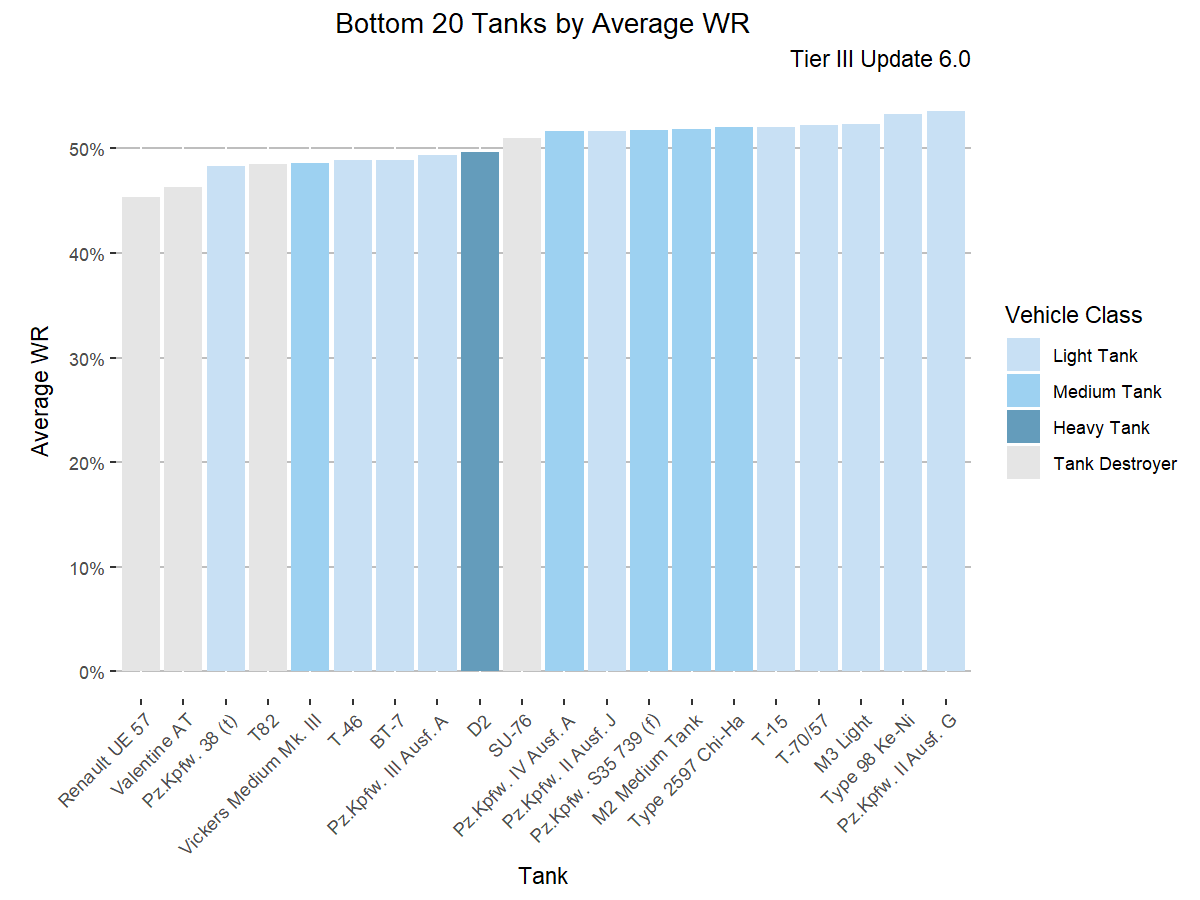 Bottom 20 Tanks by Average WR
Tier III Update 6.0
Average WR
50%
40%
30%
20%
10%
0%
Renault UE 57
Valentine AT
Pz.Kpfw. 38 (t)
T82
Vickers Medium Mk. III
T-46
BT-7
Pz.Kpfw. III Ausf. A
D2
SU-76
Pz.Kpfw. IV Ausf. A
Pz.Kpfw. II Ausf. J
Pz.Kpfw. S35 739 (f)
M2 Medium Tank
Type 2597 Chi-Ha
T-15
T-70/57
M3 Light
Type 98 Ke-Ni
Pz.Kpfw. II Ausf. G
Tank
Vehicle Class
Light Tank
Medium Tank
Heavy Tank
Tank Destroyer